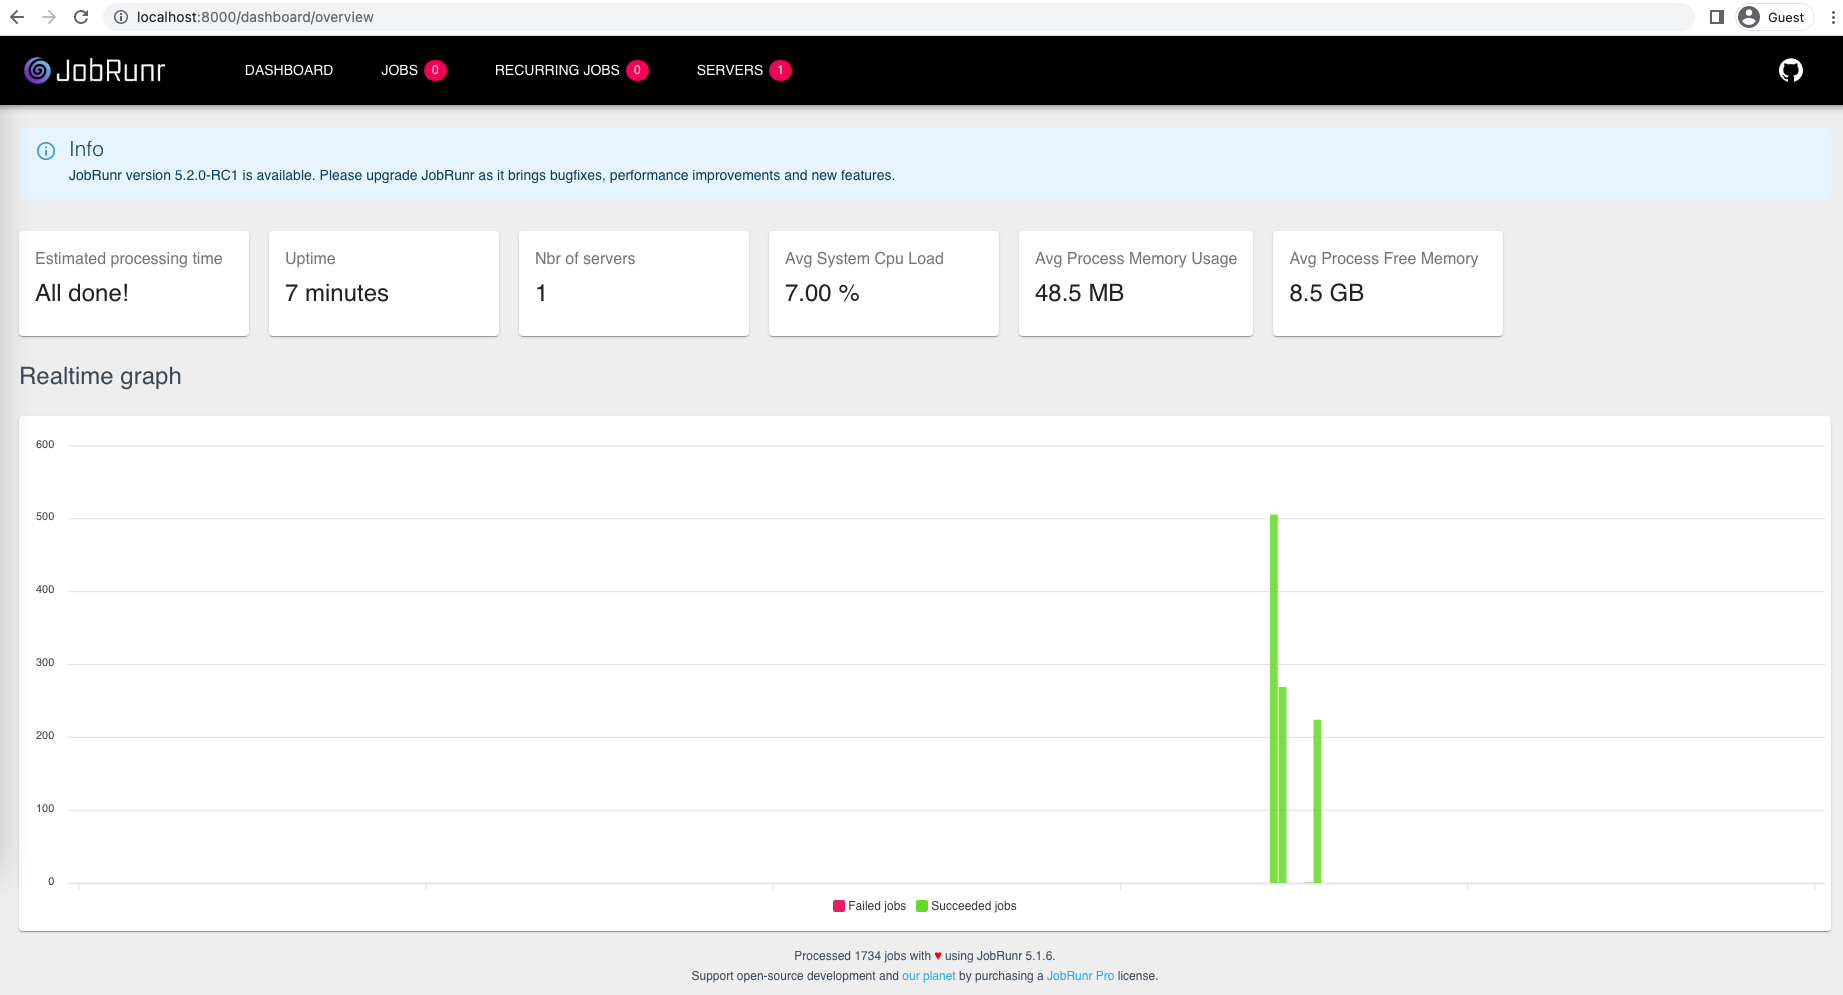 localhost:8000/dashboard/overview
Guest
JobRunr
DASHBOARD
JOBS 0
RECURRING JOBS 0
SERVERS 1
Info
JobRunr version 5.2.0-RC1 is available. Please upgrade JobRunr as it brings bugfixes, performance improvements and new features.
Estimated processing time
All done!
Uptime
7 minutes
Nbr of servers
1
Avg System Cpu Load
7.00 %
Avg Process Memory Usage
48.5 MB
Avg Process Free Memory
8.5 GB
Realtime graph
600
500
400
300
200
100
0
Failed jobs Succeeded jobs
Processed 1734 jobs with ♥ using JobRunr 5.1.6.
Support open-source development and our planet by purchasing a JobRunr Pro license.